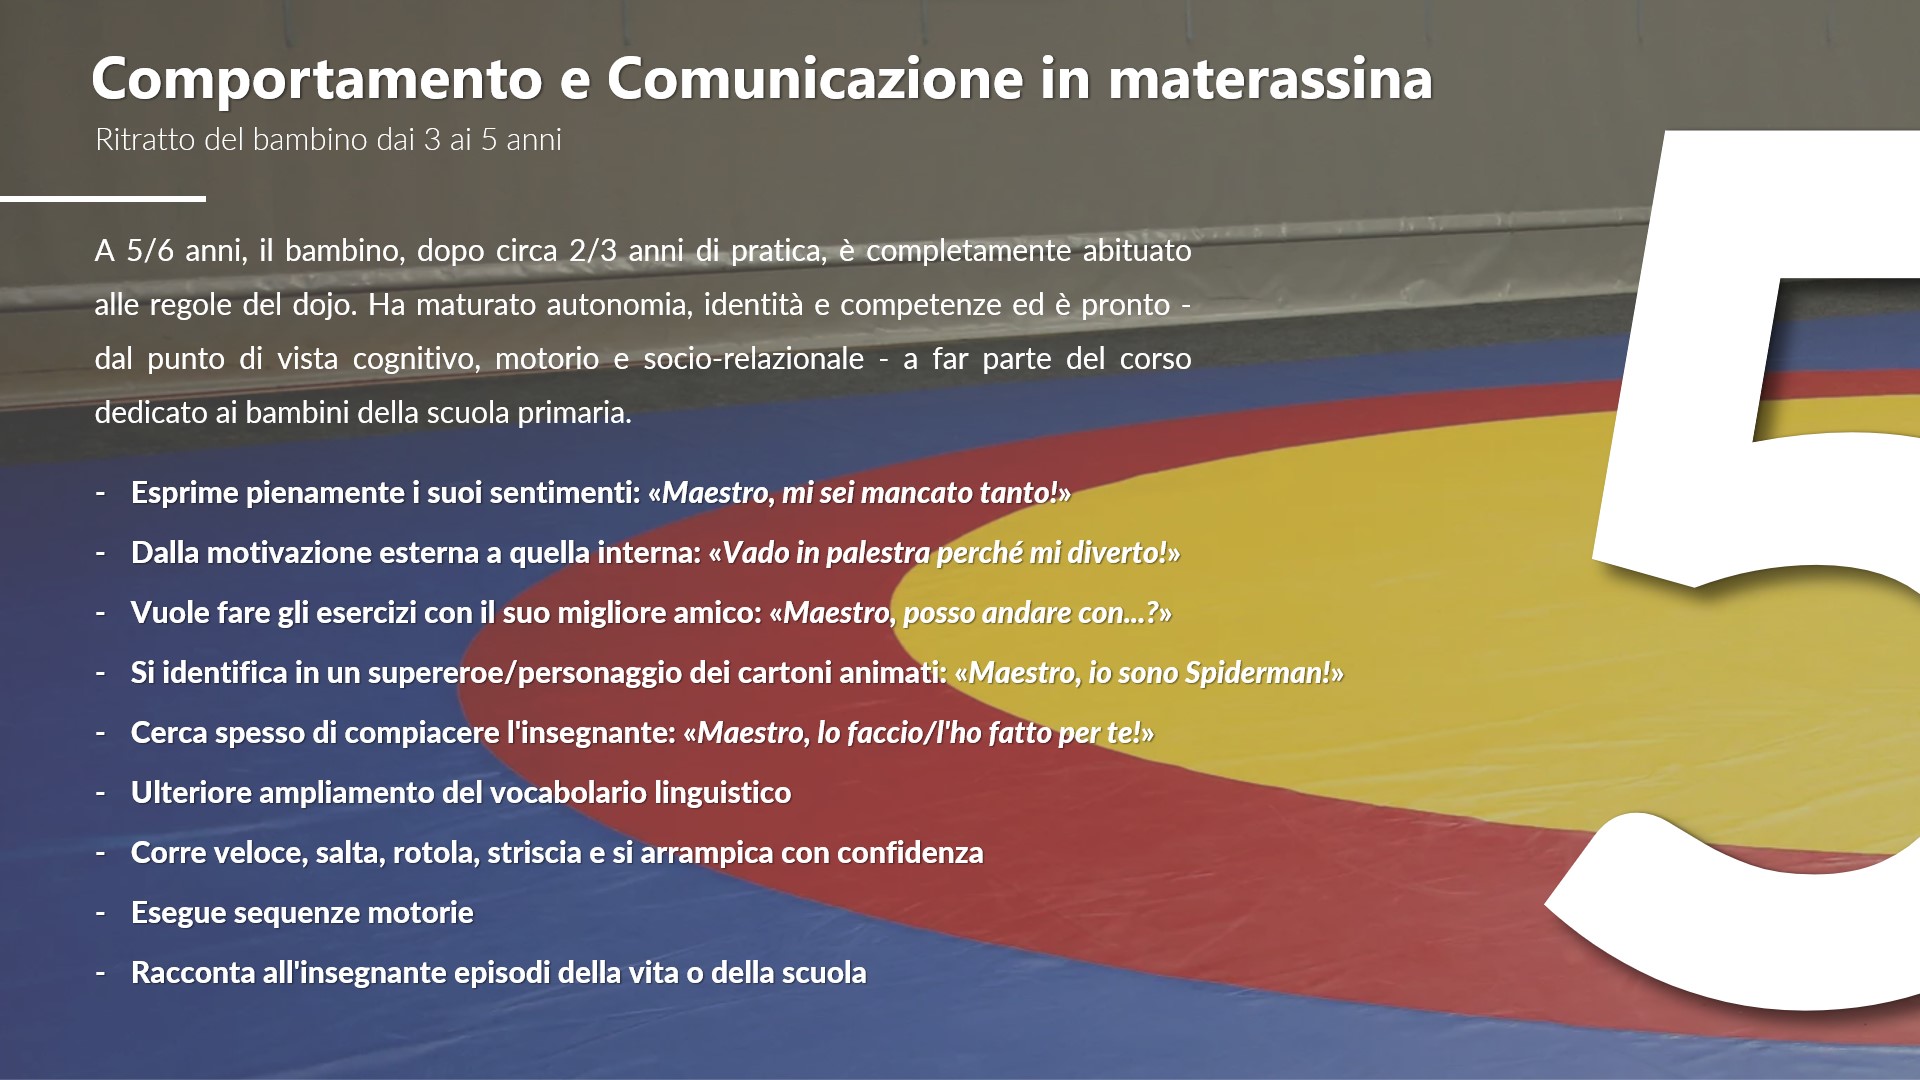 Comportamento e Comunicazione in materassina
Ritratto del bambino dai 3 ai 5 anni
A 5/6 anni, il bambino, dopo circa 2/3 anni di pratica, è completamente abituato
alle regole del dojo. Ha maturato autonomia, identità e competenze ed è pronto -
dal punto di vista cognitivo, motorio e socio-relazionale - a far parte del corso
dedicato ai bambini della scuola primaria.
- Esprime pienamente i suoi sentimenti: «Maestro, mi sei mancato tanto!»
- Dalla motivazione esterna a quella interna: «Vado in palestra perché mi diverto!»
- Vuole fare gli esercizi con il suo migliore amico: «Maestro, posso andare con...?»
- Si identifica in un supereroe/personaggio dei cartoni animati: «Maestro, io sono Spiderman!»
- Cerca spesso di compiacere l'insegnante: «Maestro, lo faccio/l'ho fatto per te!»
- Ulteriore ampliamento del vocabolario linguistico
- Corre veloce, salta, rotola, striscia e si arrampica con confidenza
- Esegue sequenze motorie
- Racconta all'insegnante episodi della vita o della scuola
5